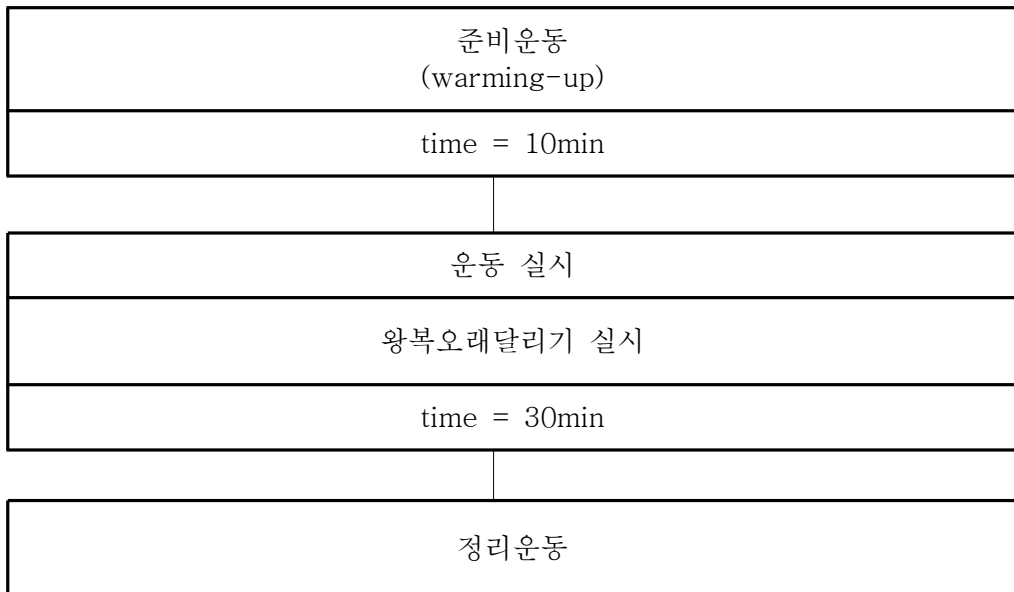 준비운동
(warming-up)
time = 10min
운동 실시
왕복오래달리기 실시
time = 30min
정리운동